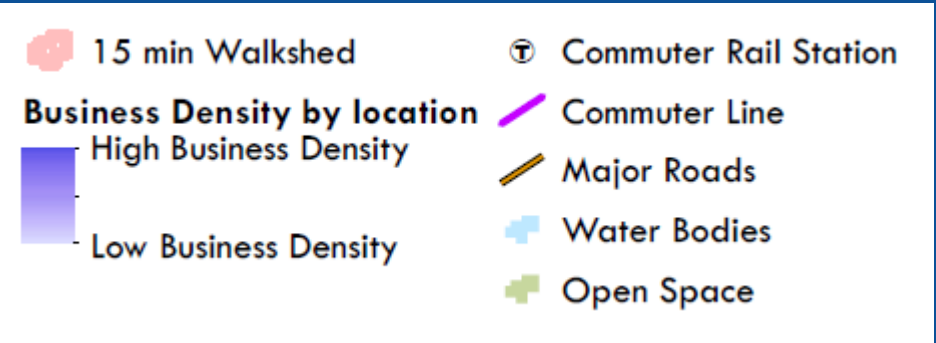 15 min Walkshed
Business Density by location
High Business Density
Low Business Density
T Commuter Rail Station
Commuter Line
Major Roads
Water Bodies
Open Space